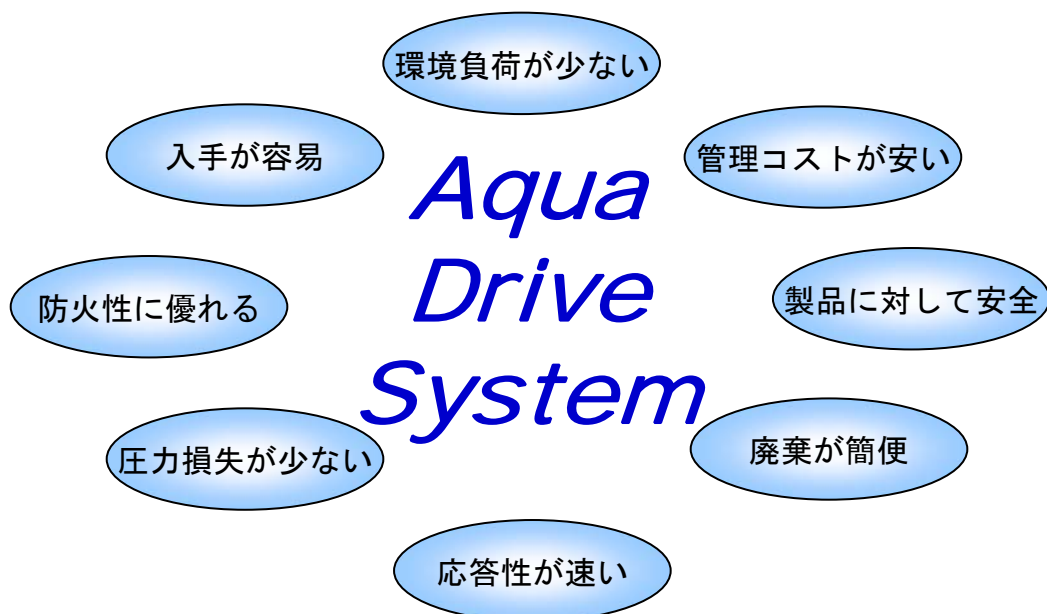 環境負荷が少ない
入手が容易
管理コストが安い
Aqua
Drive
System
防火性に優れる
製品に対して安全
圧力損失が少ない
廃棄が簡便
応答性が速い